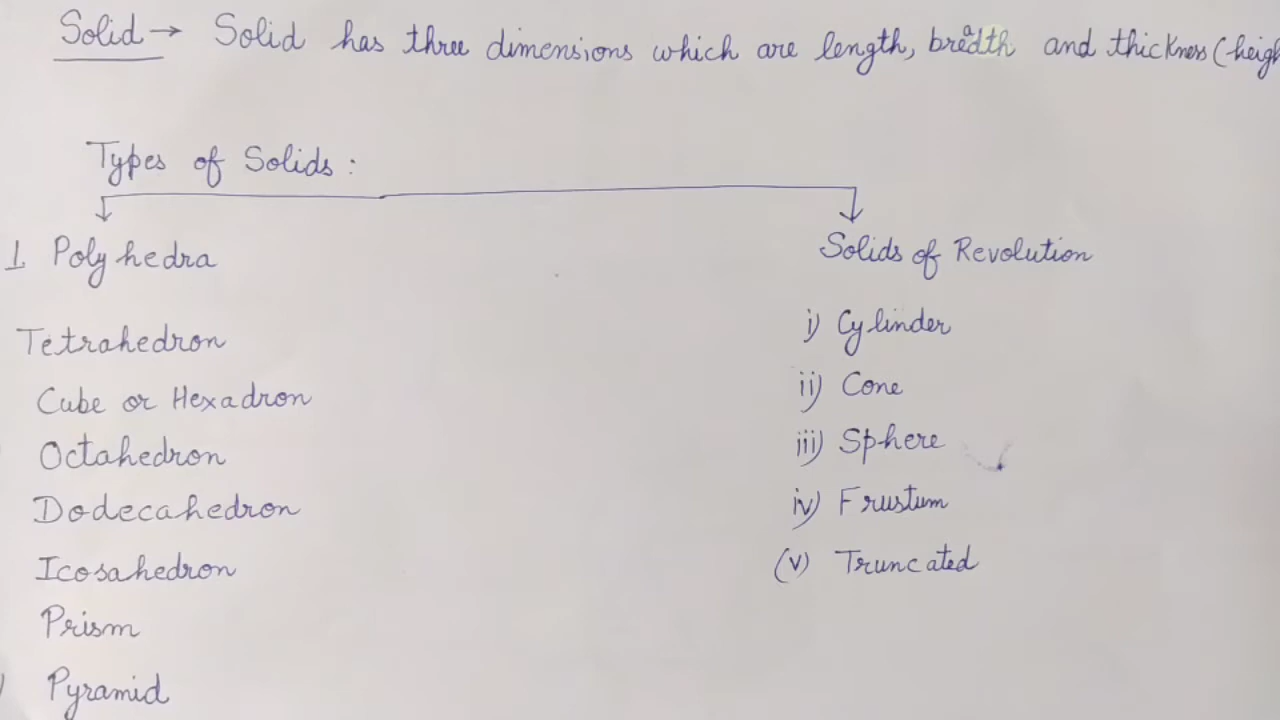 Solid → Solid has three dimensions which are length, breadth and thickness (heigh
Types of Solids :
1. Polyhedra
Tetrahedron
Cube or Hexadron
Octahedron
Dodecahedron
Icosahedron
Prism
) Pyramid
Solids of Revolution
i) Cylinder
ii) Cone
iii) Sphere
iv) Frustum
(v) Truncated